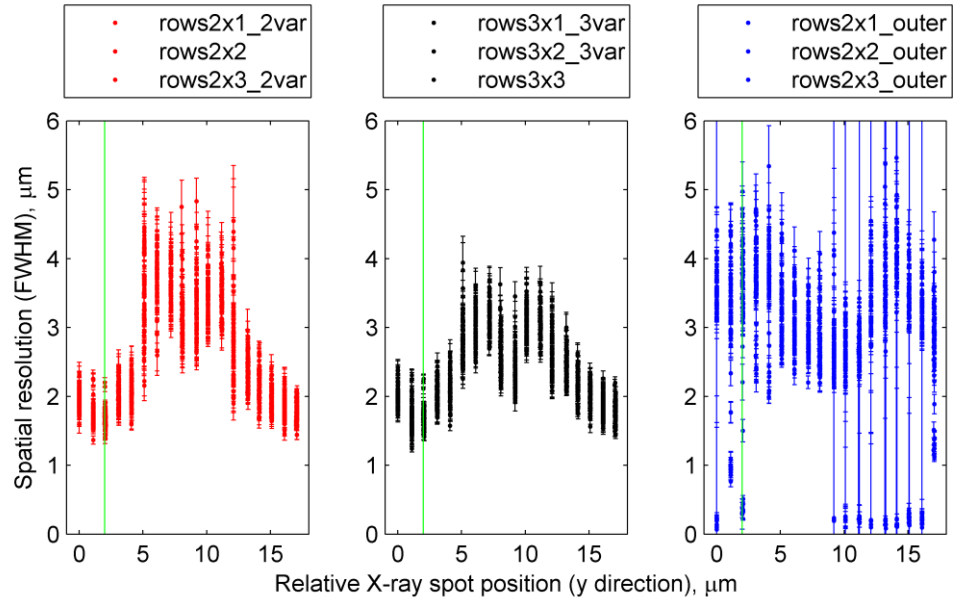 rows2x1_2var
rows2x2
rows2x3_2var
rows3x1_3var
rows3x2_3var
rows3x3
rows2x1_outer
rows2x2_outer
rows2x3_outer
Spatial resolution (FWHM), μm
6
5
4
3
2
1
0
0 5 10 15
6
5
4
3
2
1
0
0 5 10 15
6
5
4
3
2
1
0
0 5 10 15
Relative X-ray spot position (y direction), μm